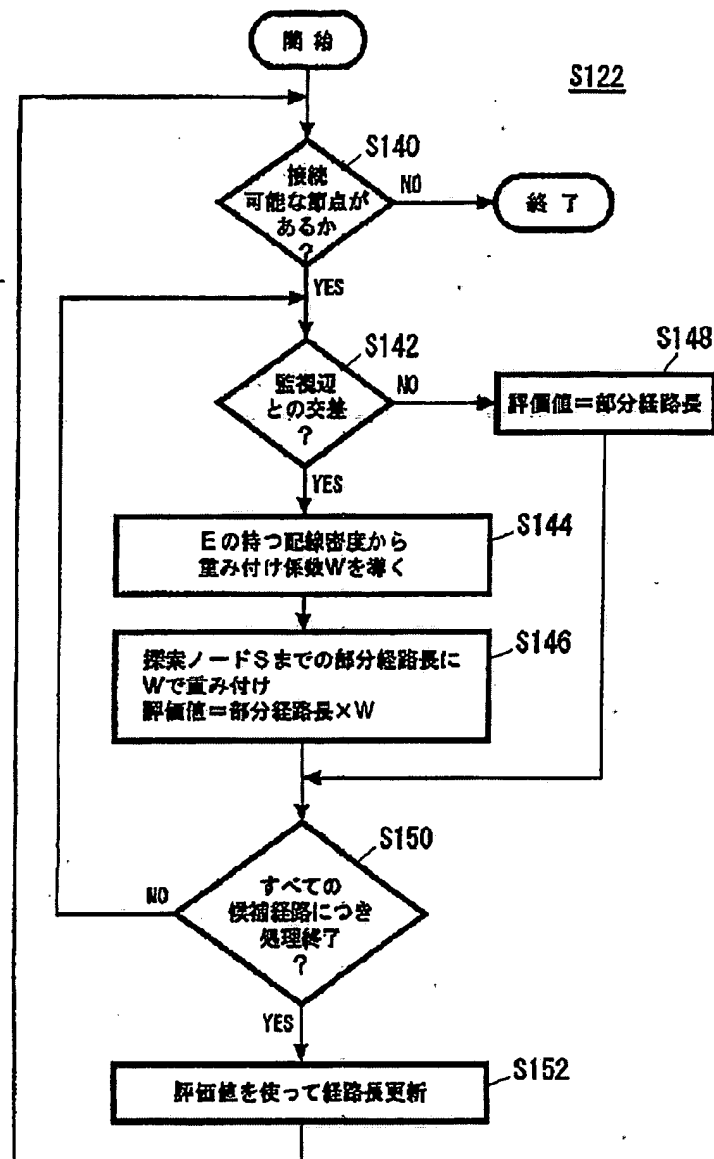 開始
S122
S140
接続
可能な節点が
あるか
?
NO
終了
YES
S142
監視辺
との交差
?
NO
S148
評価値=部分経路長
YES
S144
Eの持つ配線密度から
重み付け係数Wを導く
S146
探索ノードSまでの部分経路長に
Wで重み付け
評価値=部分経路長×W
S150
すべての
候補経路につき
処理終了
?
NO
YES
S152
評価値を使って経路長更新